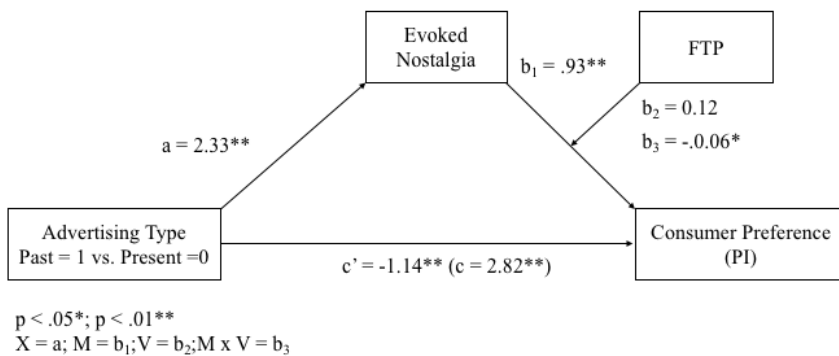 Evoked
Nostalgia
FTP
b₁ = .93**
b₂ = 0.12
b₃ = -.0.06*
a = 2.33**
Advertising Type
Past = 1 vs. Present =0
Consumer Preference
(PI)
c’ = -1.14** (c = 2.82**)
p < .05*; p < .01**
X = a; M = b₁;V = b₂;M x V = b₃